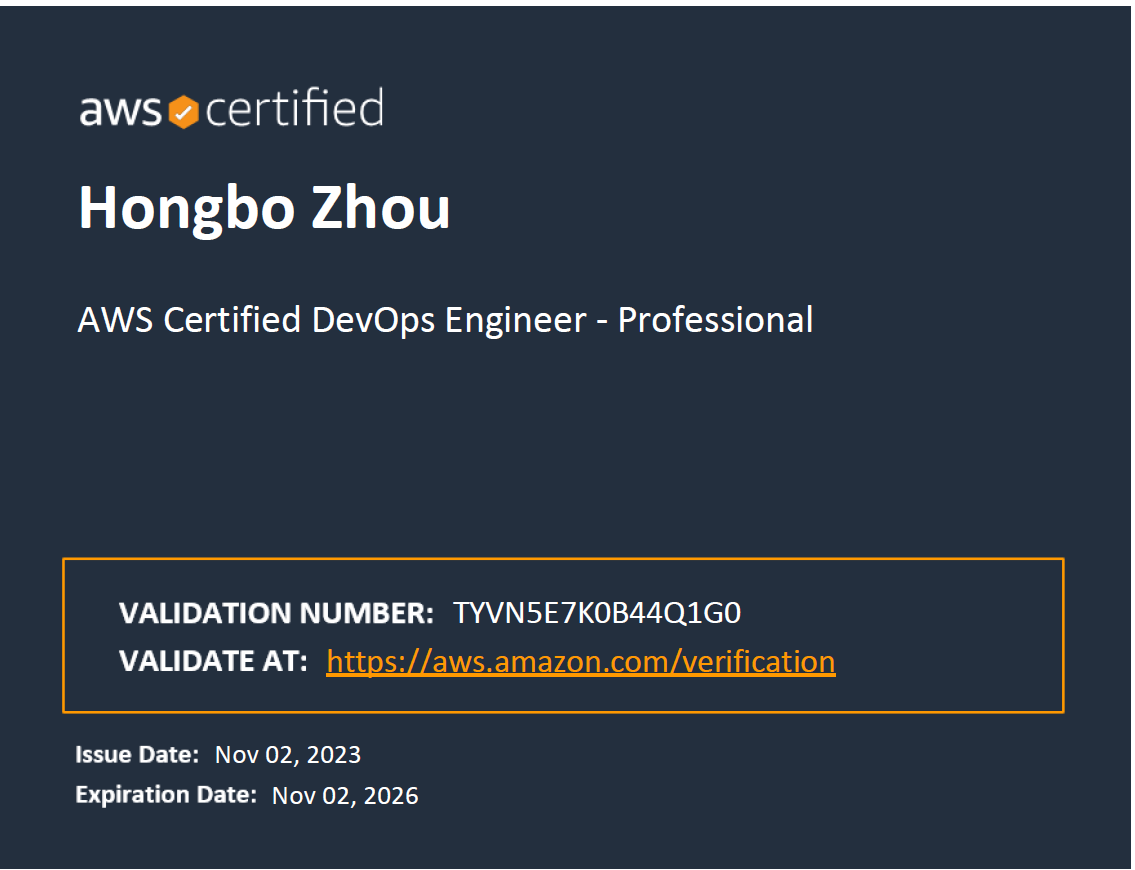 aws certified
Hongbo Zhou
AWS Certified DevOps Engineer - Professional
VALIDATION NUMBER: TYVN5E7K0B44Q1G0
VALIDATE AT: https://aws.amazon.com/verification
Issue Date: Nov 02, 2023
Expiration Date: Nov 02, 2026